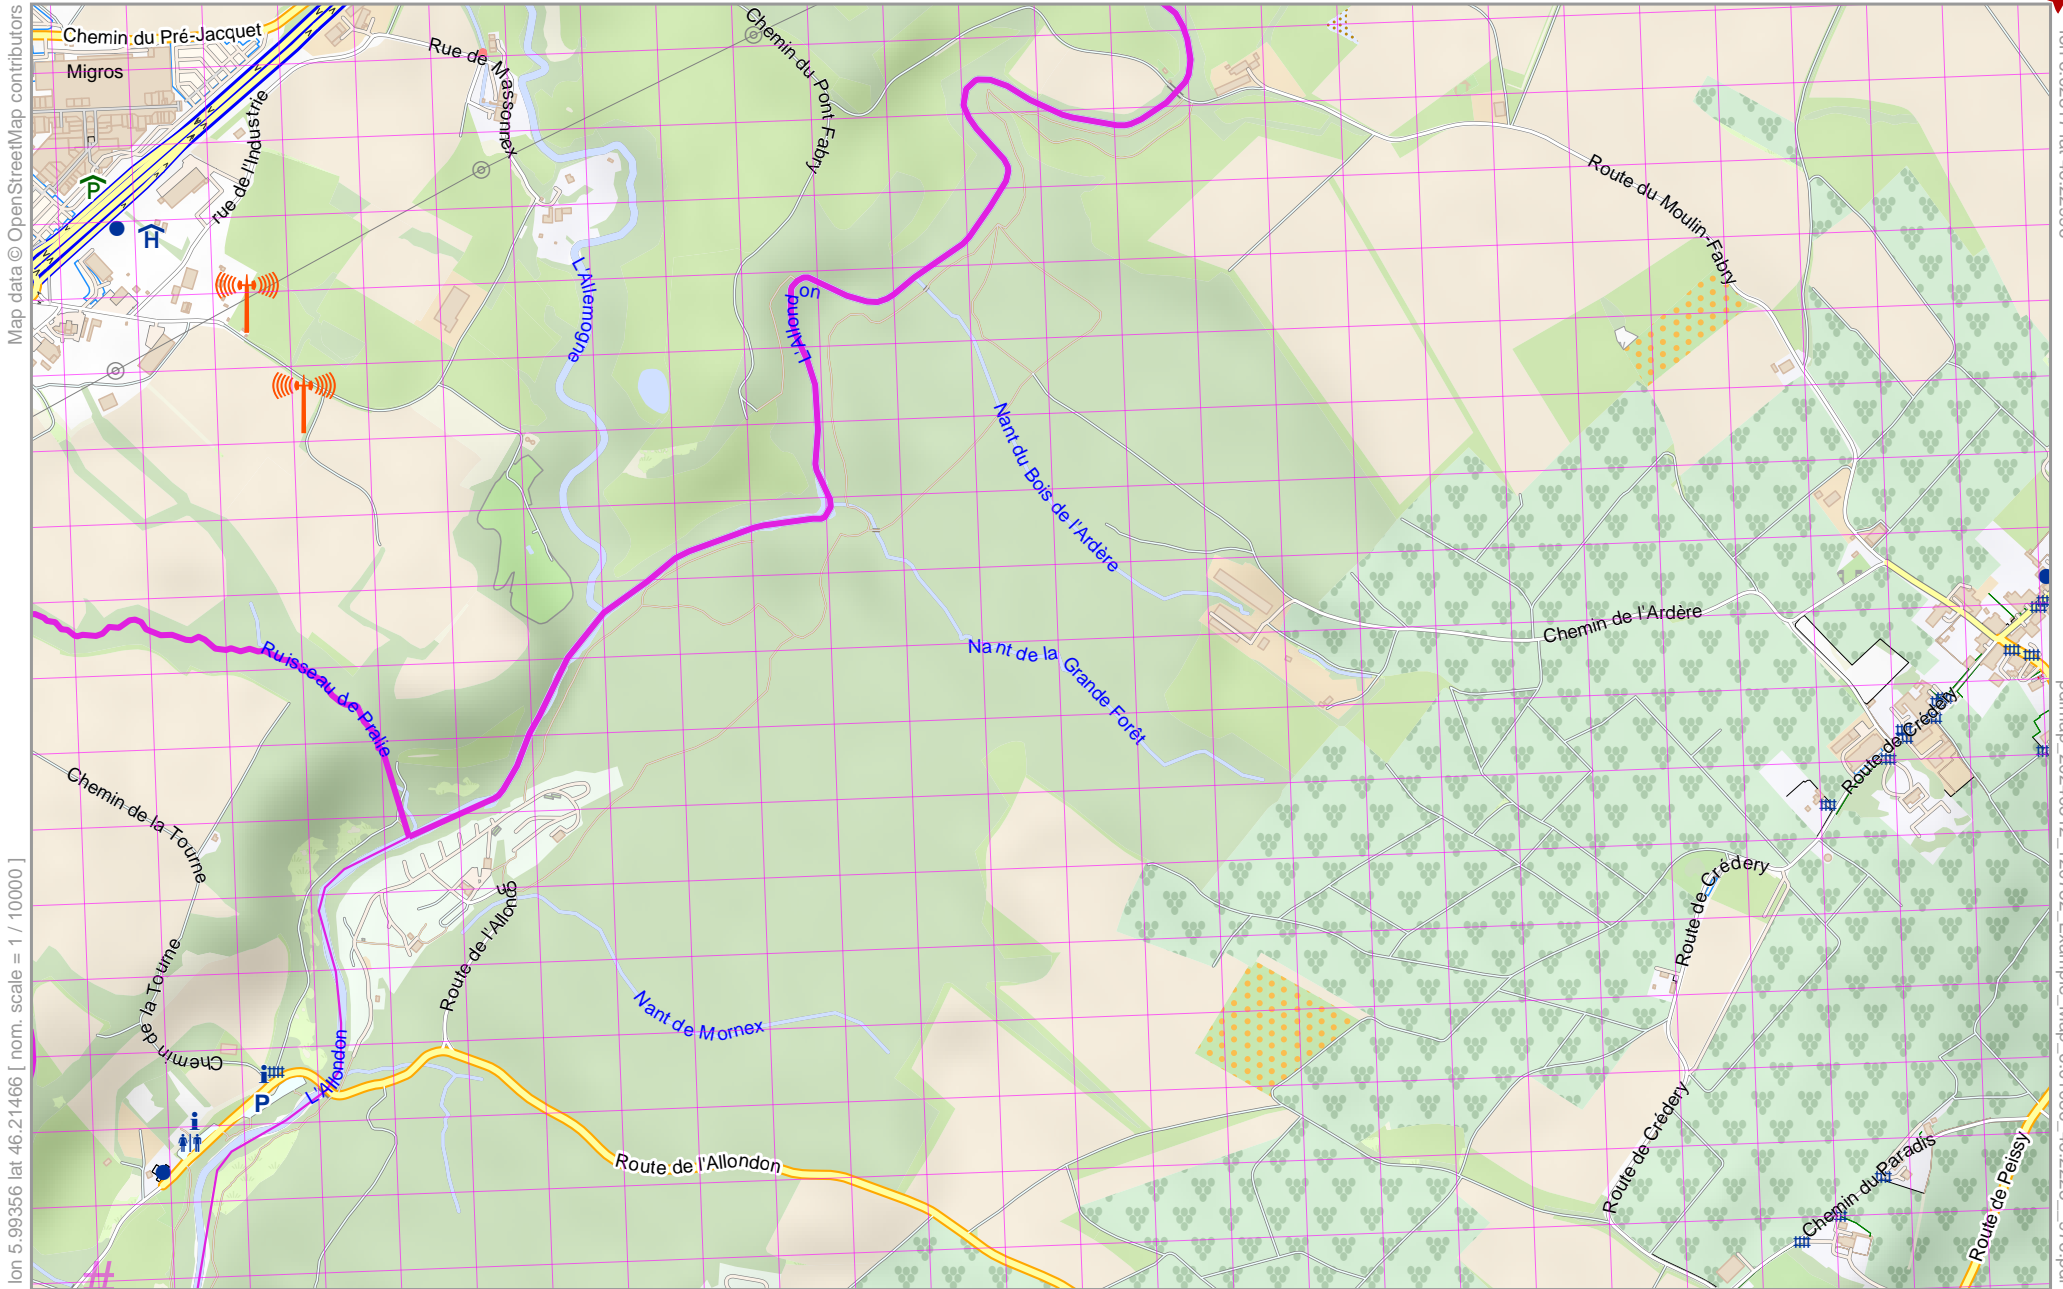 Map data © OpenStreetMap contributors
lon 5.993356 lat 46.21466 [ nom. scale = 1 / 10000 ]
Chemin du Pré-Jacquet
Migros
rue de l'Industrie
P
H
Rue de Massonnex
Chemin du Pont Fabry
L'Allemogne
L'Allondon
Route du Moulin-Fabry
Nant du Bois de l'Ardère
Chemin de l'Ardère
Nant de la Grande Forêt
Ruisseau de Pralie
Chemin de la Tourne
Route de Crédery
Route de Crédery
Route de l'Allondon
Chemin de la Tourne
Nant de Mornex
L'Allondon
i
P
i
Route de l'Allondon
Route de Crédery
Chemin du Paradis
Route de Peissy